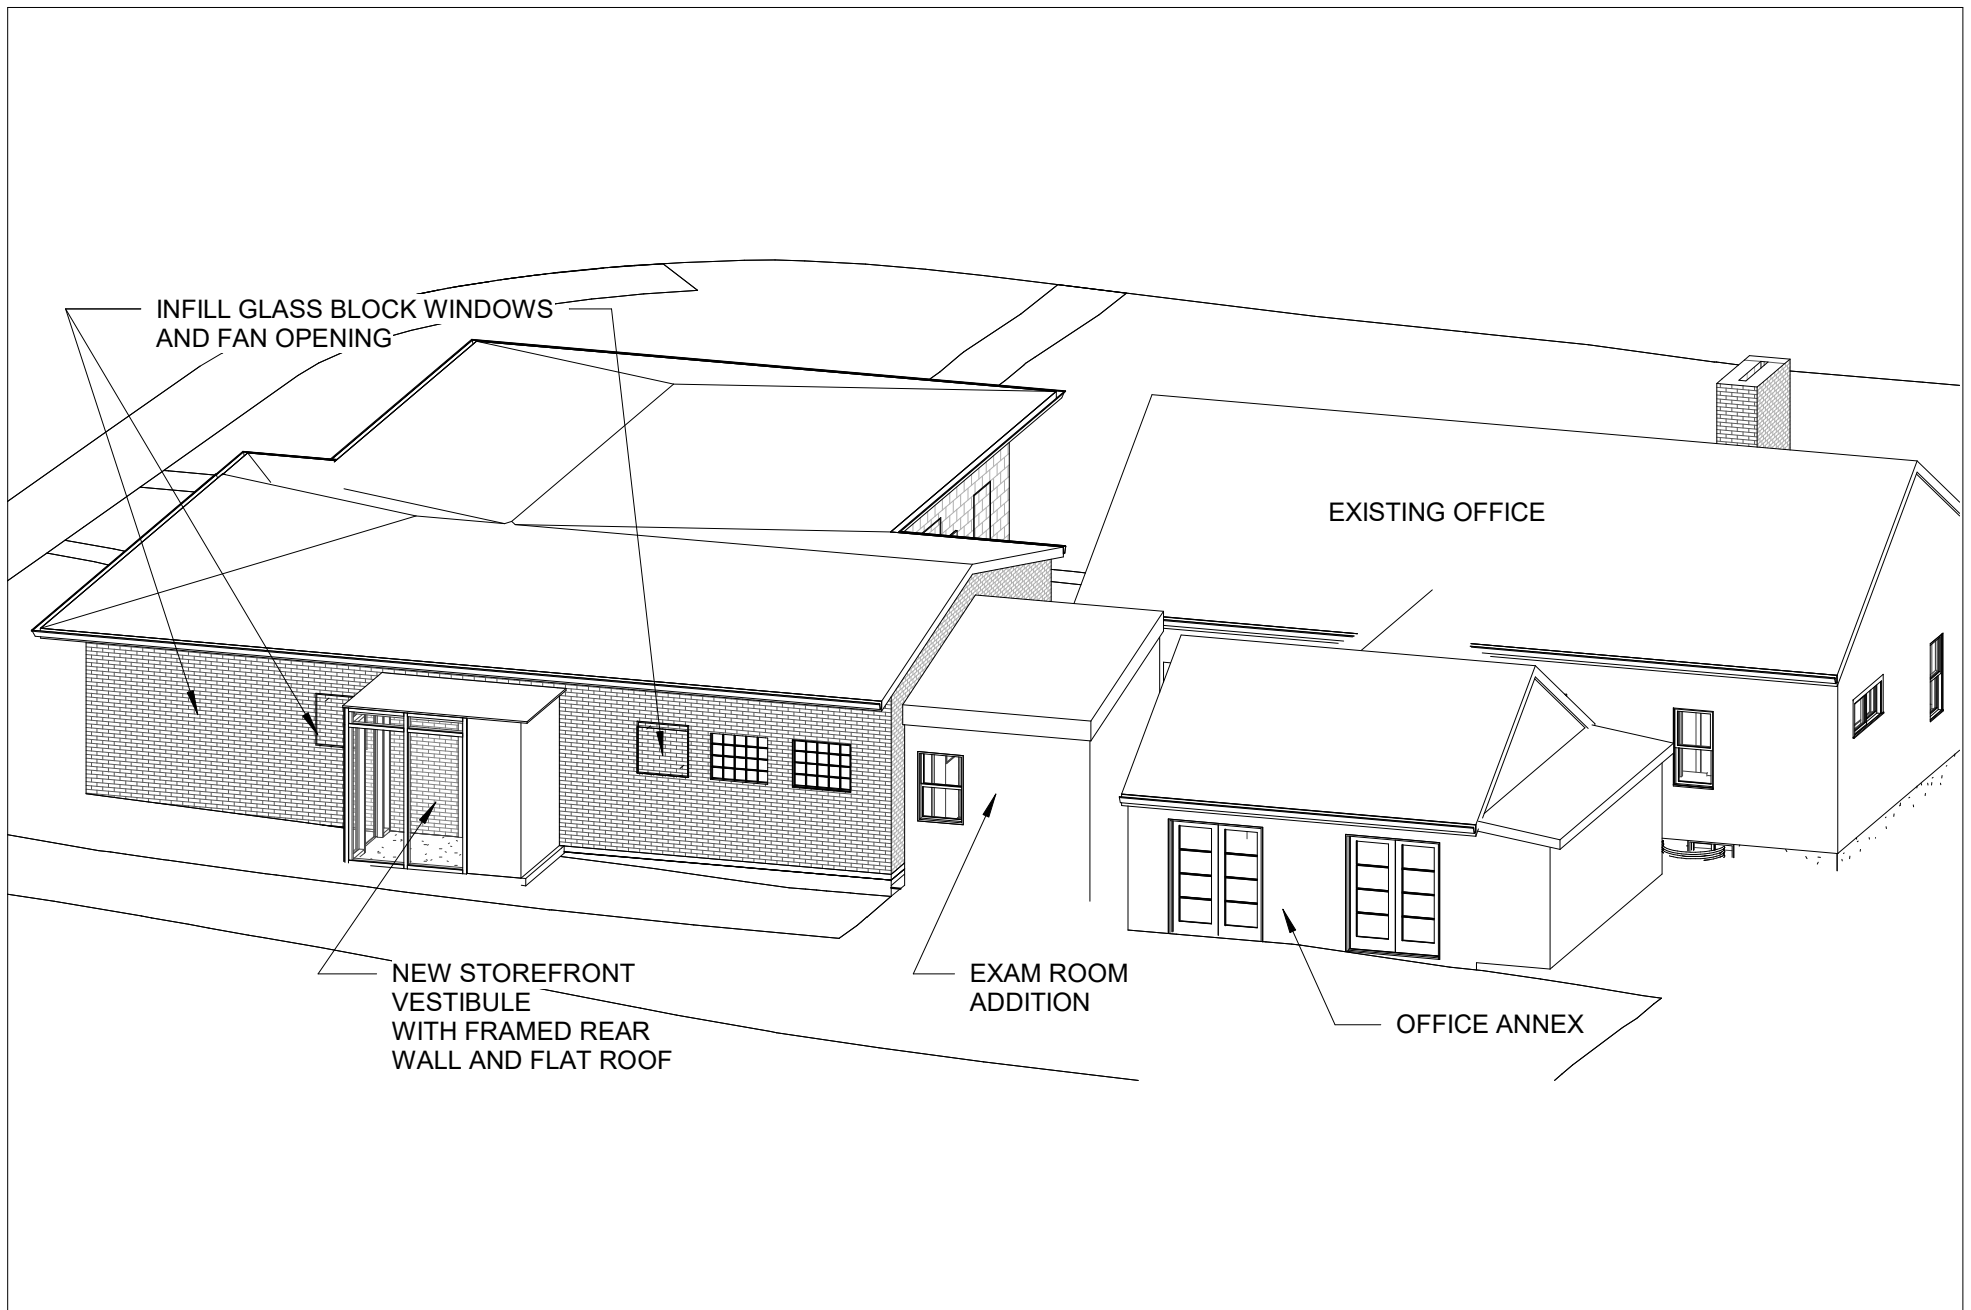 INFILL GLASS BLOCK WINDOWS
AND FAN OPENING
EXISTING OFFICE
NEW STOREFRONT
VESTIBULE
WITH FRAMED REAR
WALL AND FLAT ROOF
EXAM ROOM
ADDITION
OFFICE ANNEX